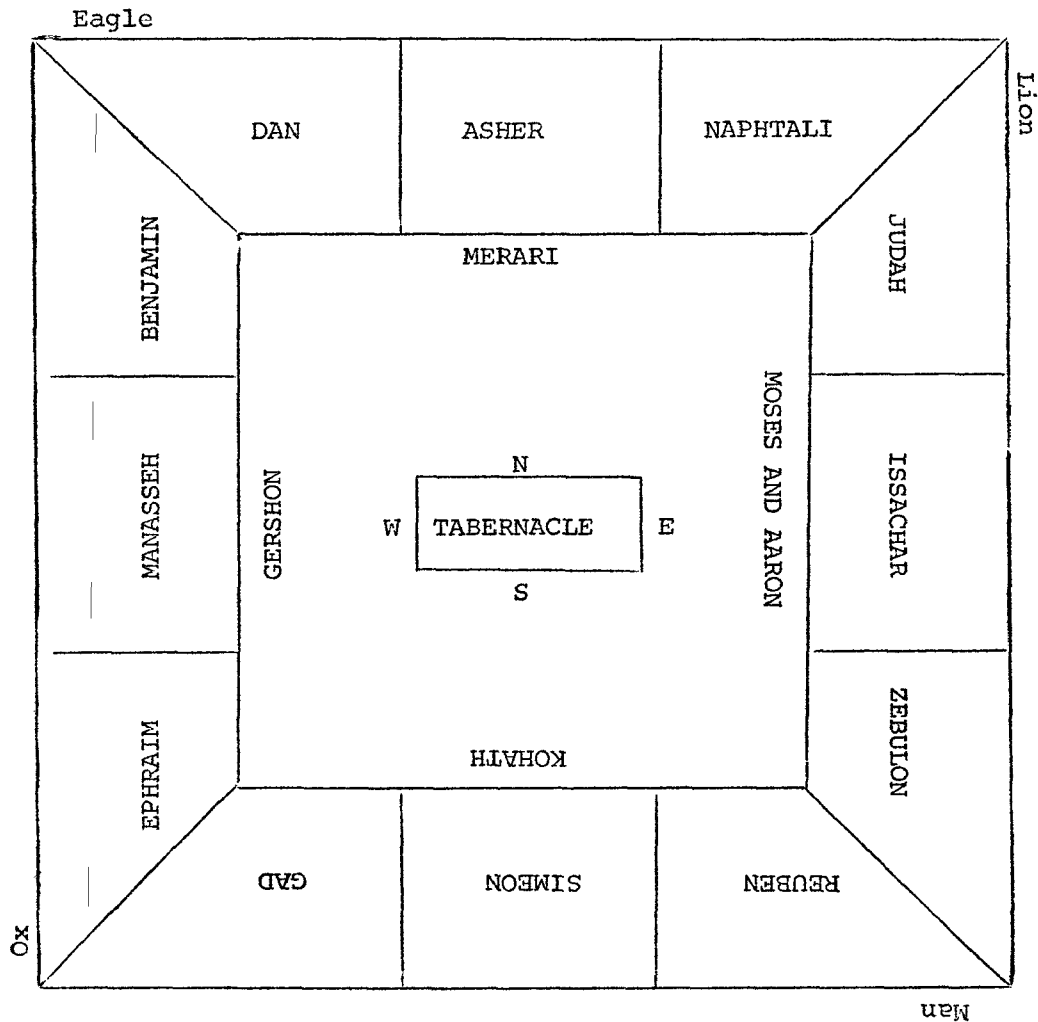 Eagle
Lion
DAN
ASHER
NAPHTALI
BENJAMIN
MERARI
JUDAH
MANASSEH
GERSHON
N
W
TABERNACLE
E
S
MOSES AND AARON
ISSACHAR
EPHRAIM
KOHATH
ZEBULON
GAD
SIMEON
REUBEN
Ox
Man